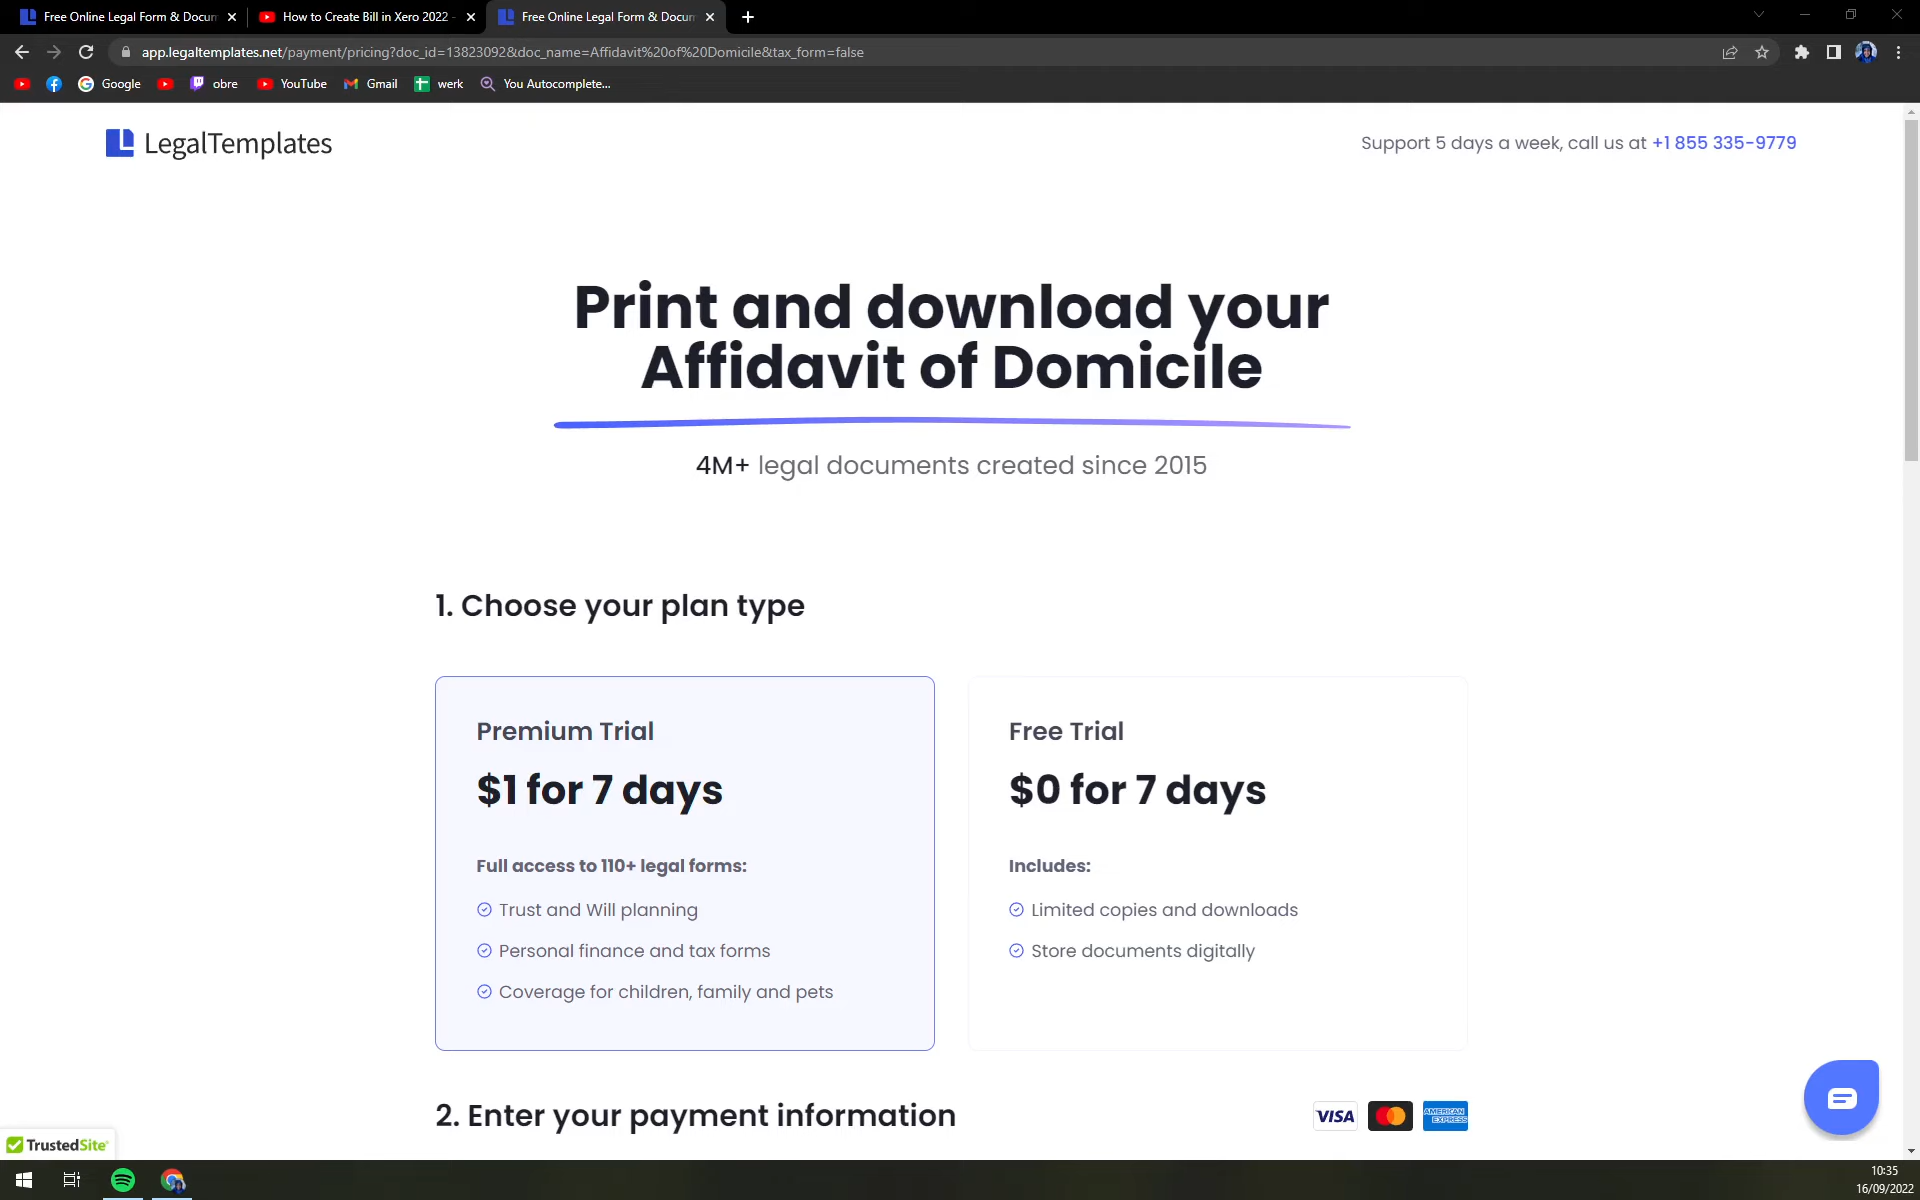 Free Online Legal Form & Docum
How to Create Bill in Xero 2022 -
Free Online Legal Form & Docum
app.legaltemplates.net/payment/pricing?doc_id=13823092&doc_name=Affidavit%20of%20Domicile&tax_form=false
Google
obre
YouTube
Gmail
werk
You Autocomplete...
LegalTemplates
Support 5 days a week, call us at +1 855 335-9779
Print and download your
Affidavit of Domicile
4M+ legal documents created since 2015
1. Choose your plan type
Premium Trial
$1 for 7 days
Full access to 110+ legal forms:
Trust and Will planning
Personal finance and tax forms
Coverage for children, family and pets
Free Trial
$0 for 7 days
Includes:
Limited copies and downloads
Store documents digitally
2. Enter your payment information
VISA
AMERICAN
EXPRESS
TrustedSite
10:35
16/09/2022